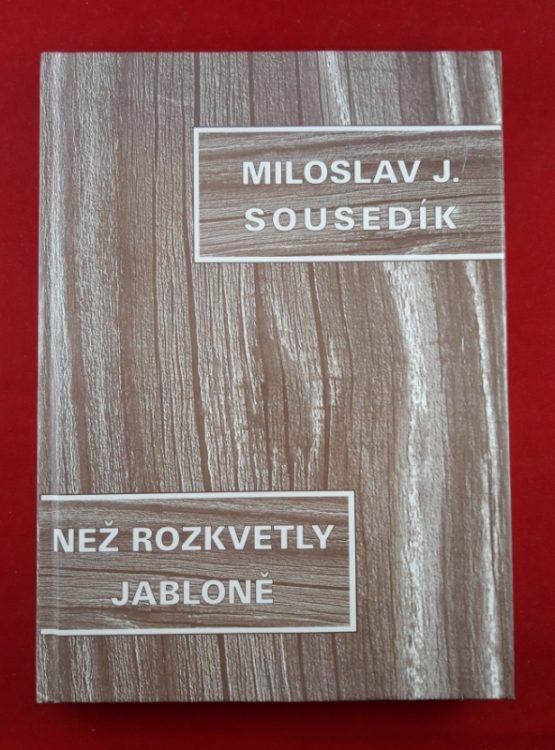 MILOSLAV J.
SOUSEDÍK
NEŽ ROZKVETLY
JABLONĚ